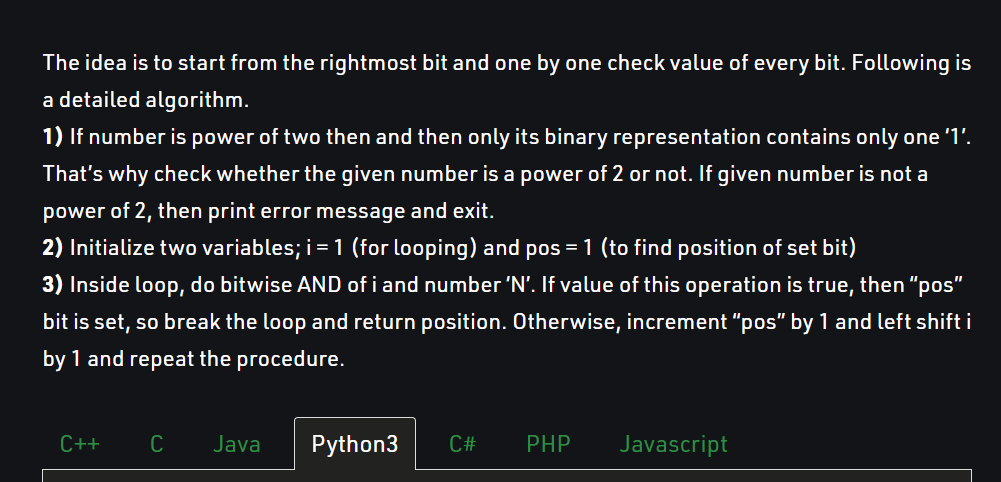 The idea is to start from the rightmost bit and one by one check value of every bit. Following is
a detailed algorithm.
1) If number is power of two then and then only its binary representation contains only one ‘1’.
That’s why check whether the given number is a power of 2 or not. If given number is not a
power of 2, then print error message and exit.
2) Initialize two variables; i = 1 (for looping) and pos = 1 (to find position of set bit)
3) Inside loop, do bitwise AND of i and number ‘N’. If value of this operation is true, then “pos”
bit is set, so break the loop and return position. Otherwise, increment “pos” by 1 and left shift i
by 1 and repeat the procedure.
C++ C Java Python3 C# PHP Javascript